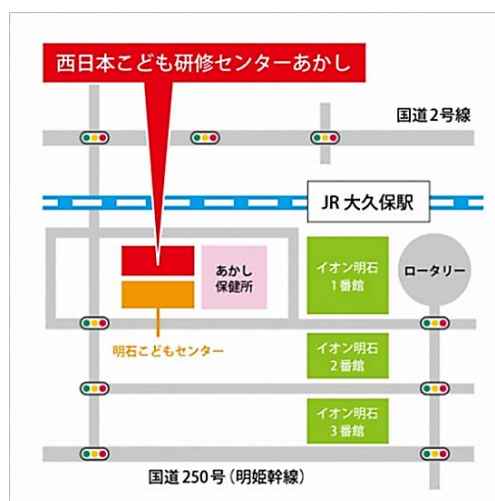 西日本こども研修センターあかし
国道2号線
JR 大久保駅
あかし
保健所
イオン明石
1番館
ロータリー
明石こどもセンター
イオン明石
2番館
イオン明石
3番館
国道250号(明姫幹線)